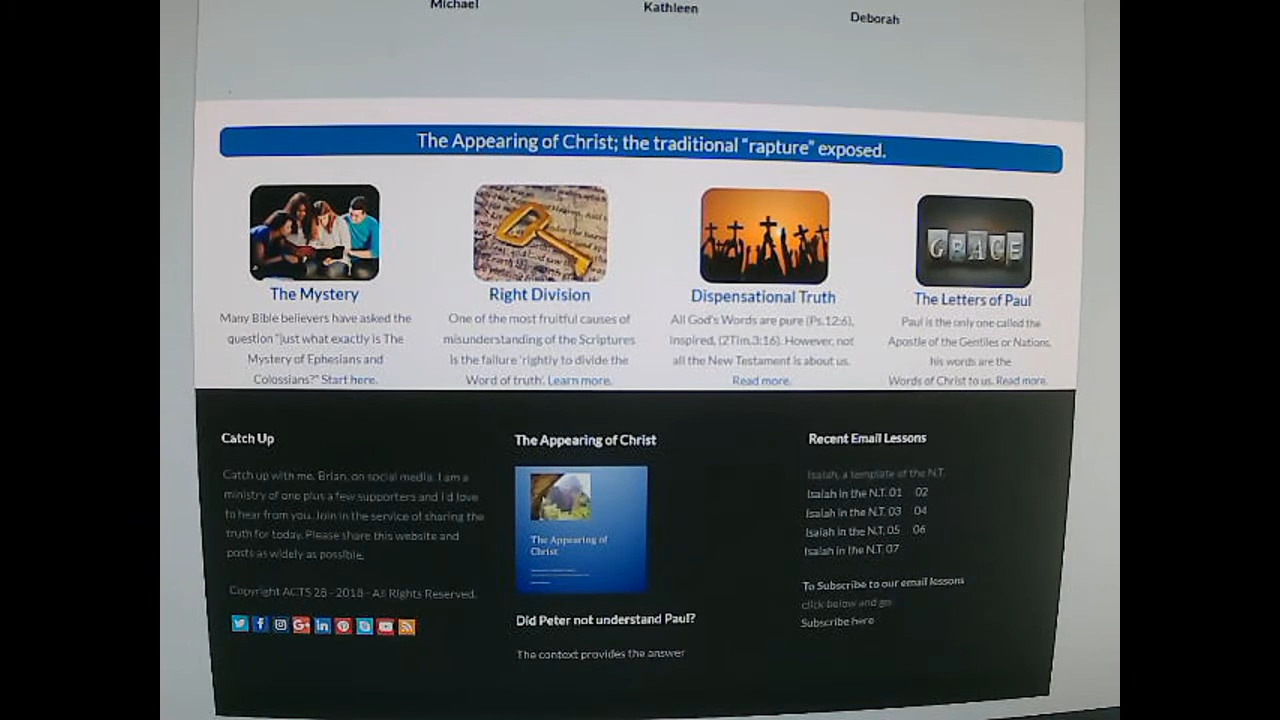 Michael
Kathleen
Deborah
The Appearing of Christ; the traditional "rapture" exposed.
GRACE
The Mystery
Many Bible believers have asked the
question "just what exactly is The
Mystery of Ephesians and
Colossians?" Start here.
Right Division
One of the most fruitful causes of
misunderstanding of the Scriptures
is the failure 'rightly to divide the
Word of truth'. Learn more.
Dispensational Truth
All God's Words are pure (Ps.12:6),
Inspired, (2Tim.3:16). However, not
all the New Testament is about us.
Read more.
The Letters of Paul
Paul is the only one called the
Apostle of the Gentiles or Nations,
his words are the
Words of Christ to us. Read more.
Catch Up
Catch up with me, Brian, on social media. I am a
ministry of one plus a few supporters and I'd love
to hear from you. Join in the service of sharing the
truth for today. Please share this website and
posts as widely as possible.
Copyright ACTS 28 - 2018 - All Rights Reserved.
The Appearing of Christ
The Appearing of
Christ
Did Peter not understand Paul?
The context provides the answer
Recent Email Lessons
Isaiah, a template of the N.T.
Isaiah in the N.T. 01 02
Isaiah in the N.T. 03 04
Isaiah in the N.T. 05 06
Isaiah in the N.T. 07
To Subscribe to our email lessons
click below and go:
Subscribe here